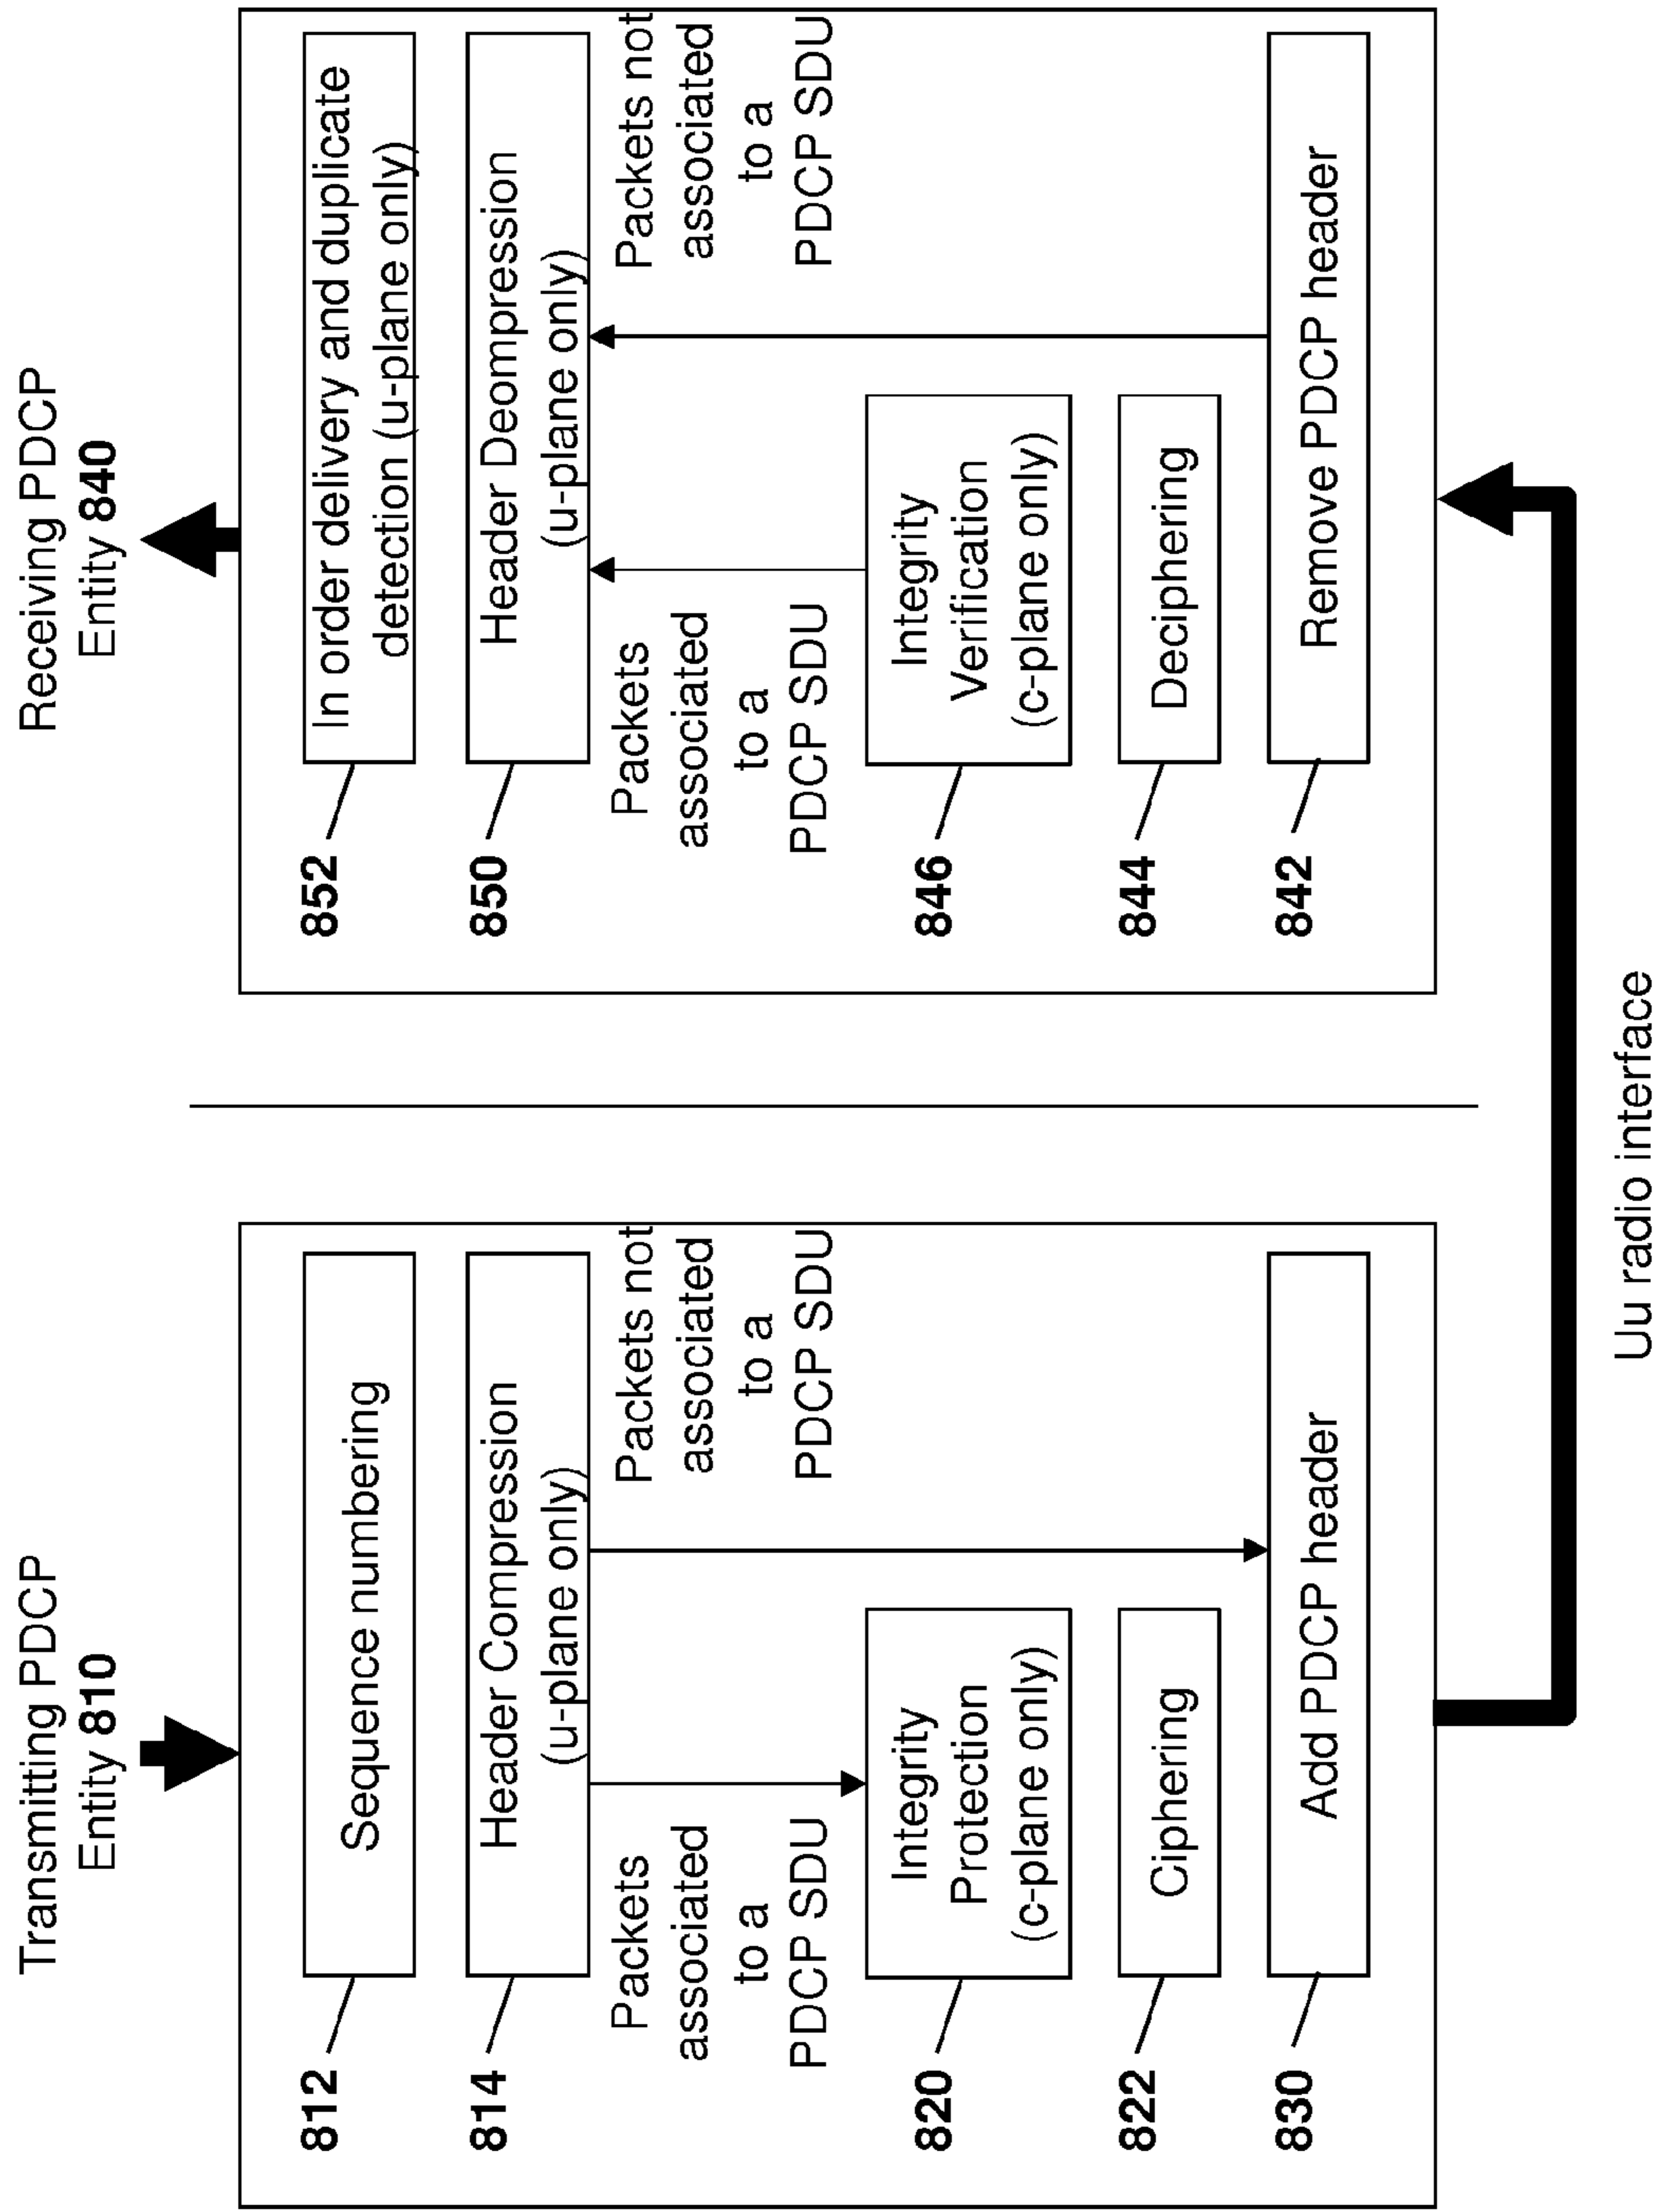 Transmitting PDCP
Entity 810
812
Sequence numbering
814
Header Compression
(u-plane only)
Packets
associated
to a
PDCP SDU
Packets not
associated
to a
PDCP SDU
820
Integrity
Protection
(c-plane only)
822
Ciphering
830
Add PDCP header
Receiving PDCP
Entity 840
852
In order delivery and duplicate
detection (u-plane only)
850
Header Deompression
(u-plane only)
Packets
associated
to a
PDCP SDU
Packets not
associated
to a
PDCP SDU
846
Integrity
Verification
(c-plane only)
844
Deciphering
842
Remove PDCP header
Uu radio interface